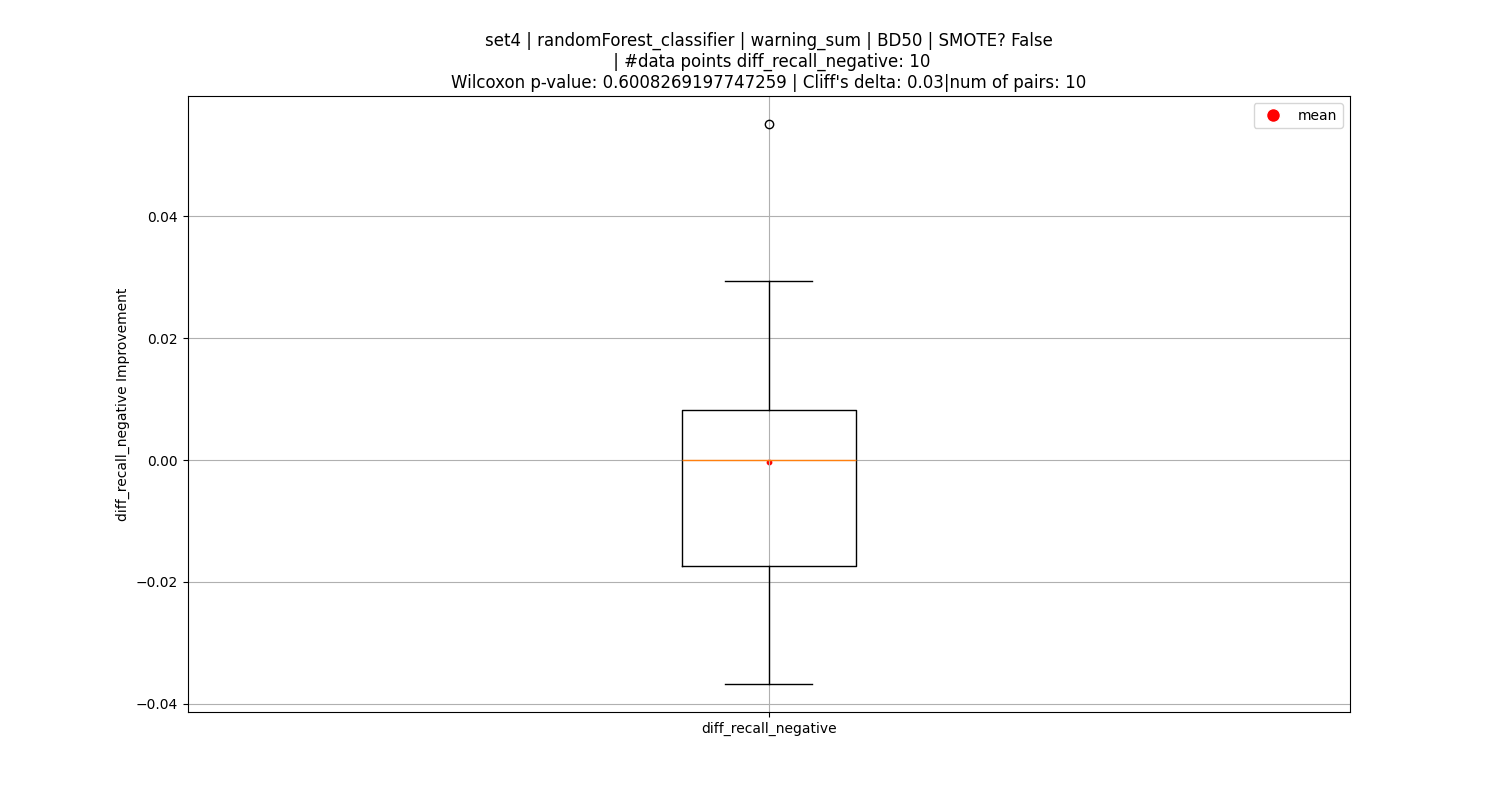 set4 | randomForest_classifier | warning_sum | BD50 | SMOTE? False
| #data points diff_recall_negative: 10
Wilcoxon p-value: 0.6008269197747259 | Cliff's delta: 0.03|num of pairs: 10
mean
0.04
0.02
0.00
−0.02
−0.04
diff_recall_negative Improvement
diff_recall_negative